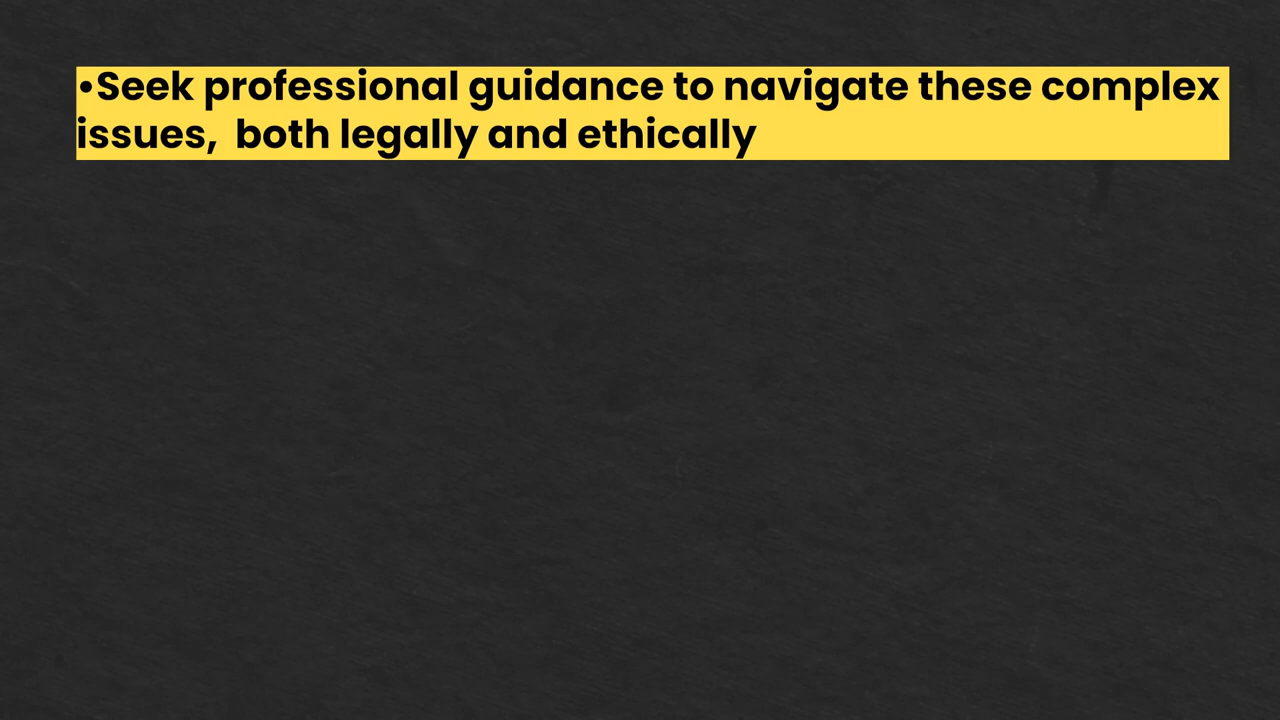 •Seek professional guidance to navigate these complex
issues,  both legally and ethically